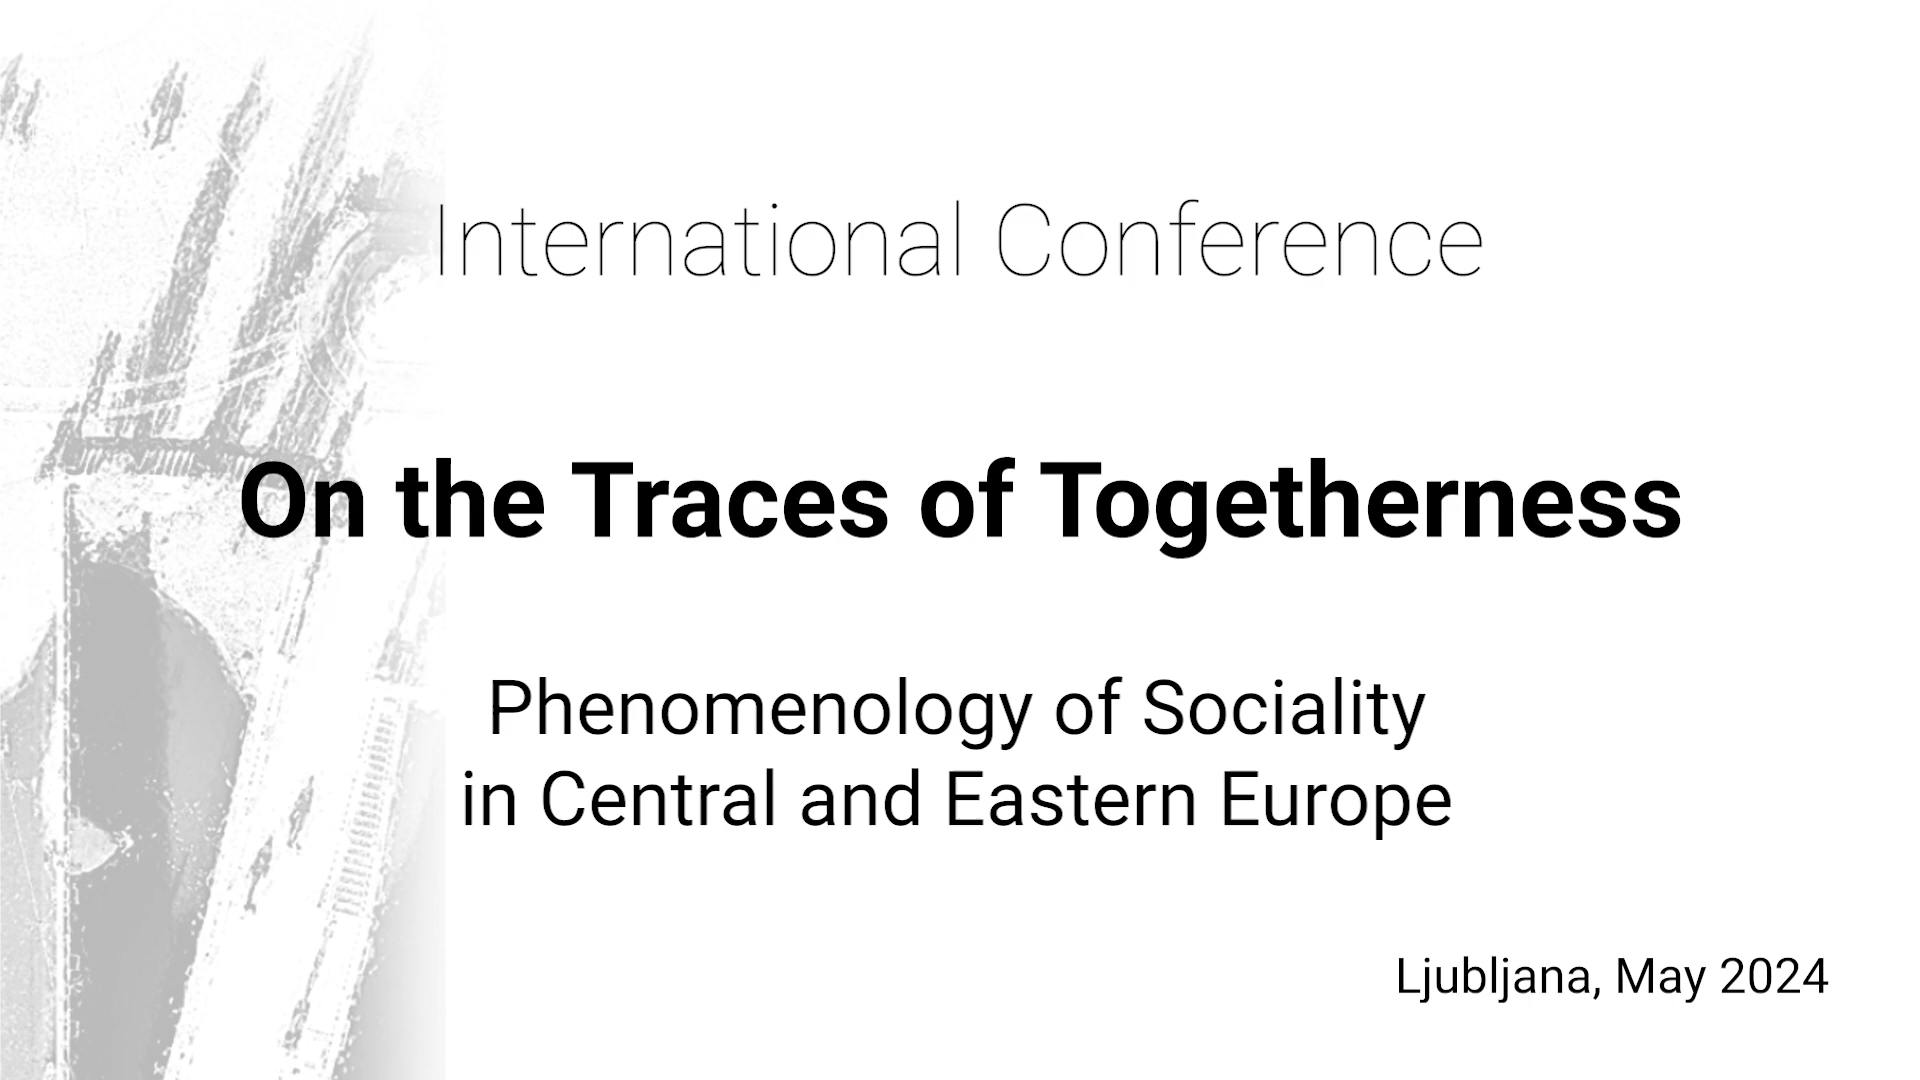 International Conference
On the Traces of Togetherness
Phenomenology of Sociality
in Central and Eastern Europe
Ljubljana, May 2024